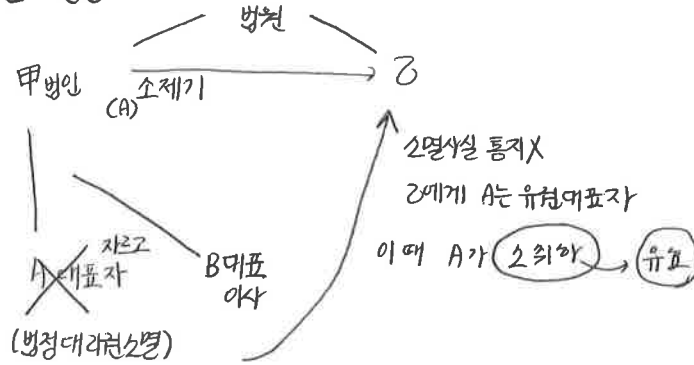 법원
甲법인
(A) 소제기
乙
소멸사실 통지X
乙에게 A는 유권대표자
이때 A가 소취하 → 유효
자르고
A대표자
B대표
이사
(법정대리권소멸)